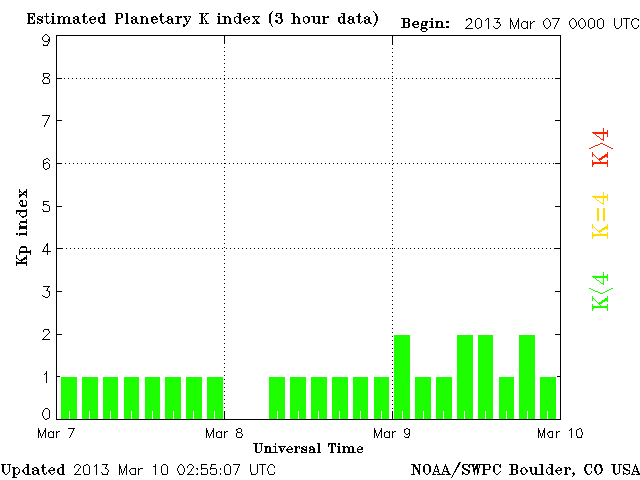 Estimated Planetary K index (3 hour data) Begin: 2013 Mar 07 0000 UTC
9
8
7
6
5
4
3
2
1
0
Kp index
K>4
K=4
K<4
Mar 7 Mar 8 Mar 9 Mar 10
Universal Time
Updated 2013 Mar 10 02:55:07 UTC NOAA/SWPC Boulder, CO USA